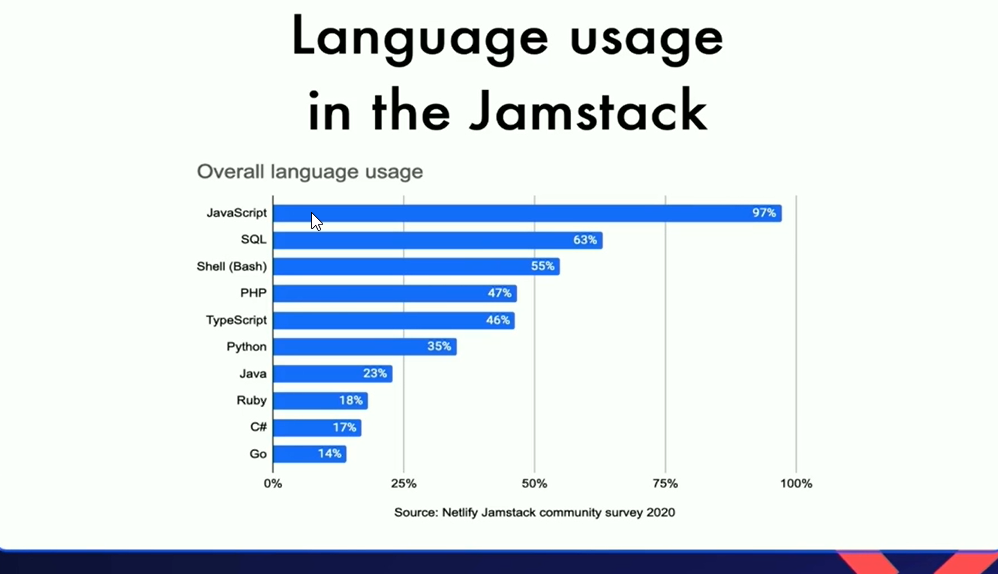 Language usage
in the Jamstack
Overall language usage
JavaScript 97%
SQL 63%
Shell (Bash) 55%
PHP 47%
TypeScript 46%
Python 35%
Java 23%
Ruby 18%
C# 17%
Go 14%
0% 25% 50% 75% 100%
Source: Netlify Jamstack community survey 2020